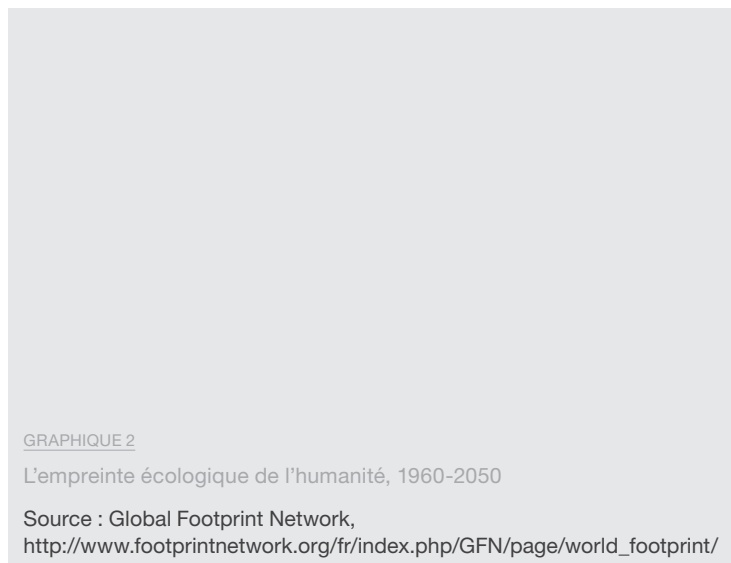 GRAPHIQUE 2
L’empreinte écologique de l’humanité, 1960-2050
Source : Global Footprint Network,
http://www.footprintnetwork.org/fr/index.php/GFN/page/world_footprint/